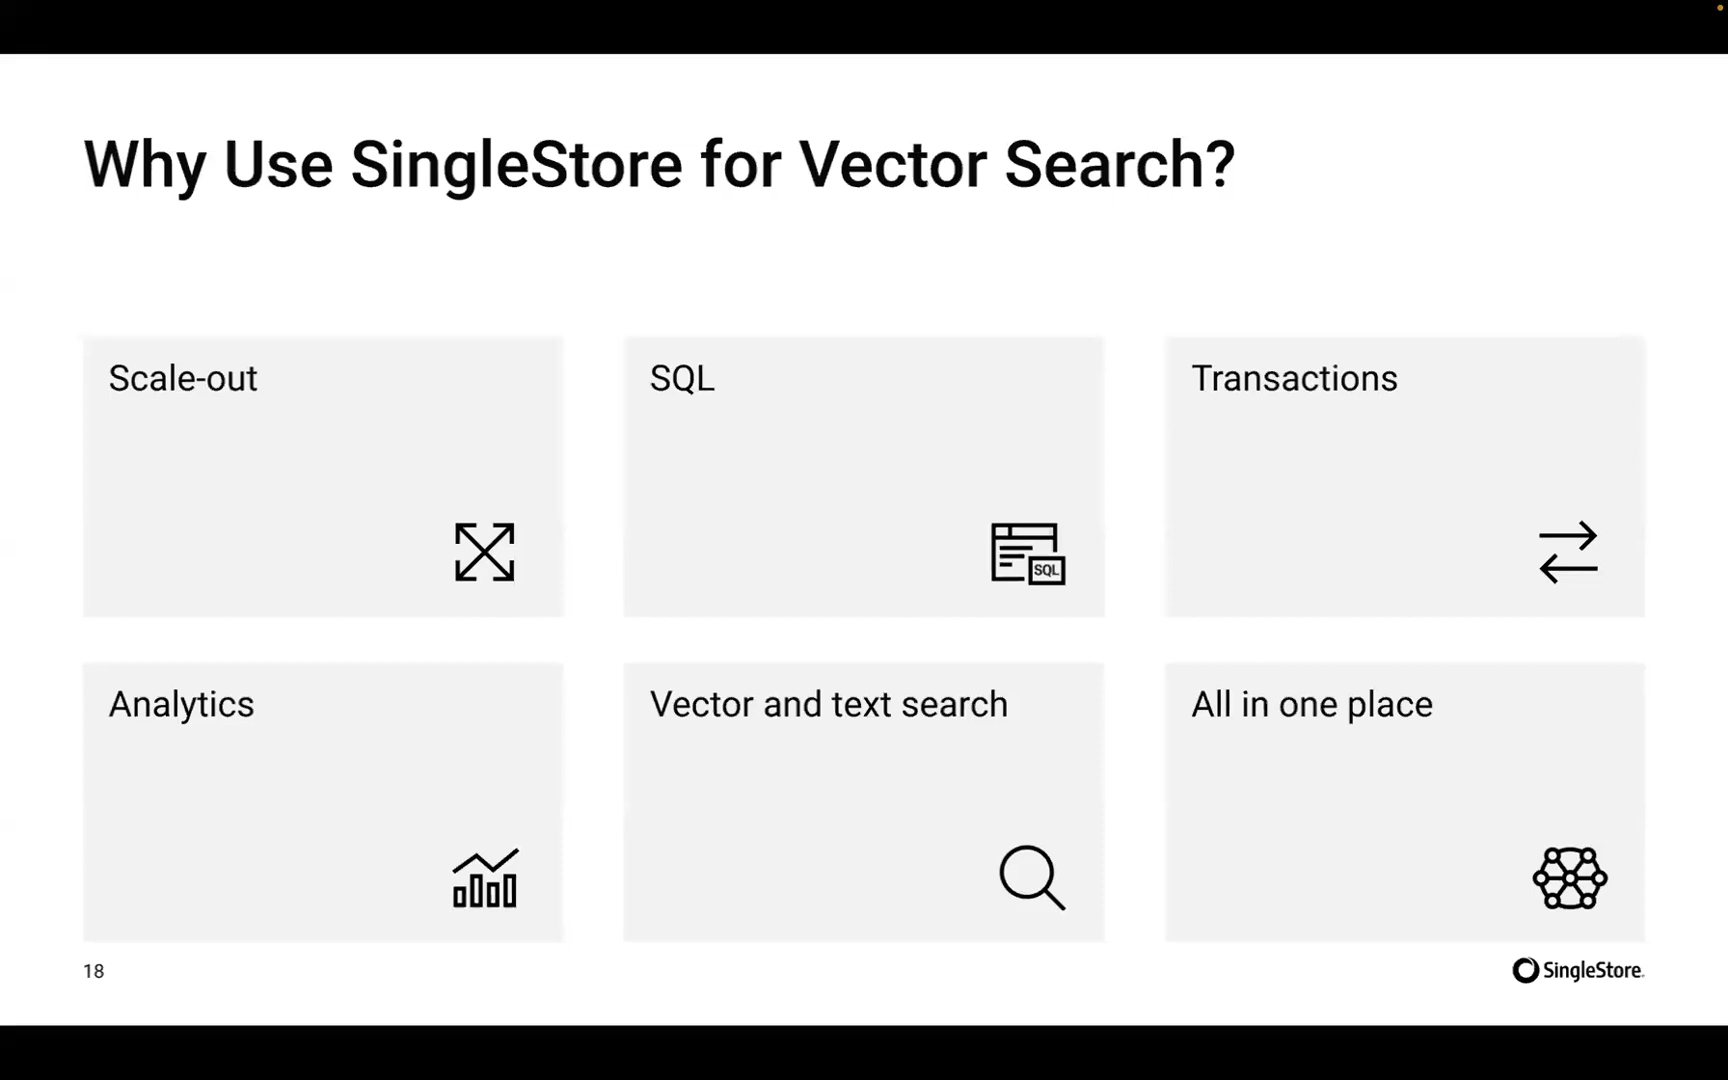 Why Use SingleStore for Vector Search?
Scale-out
SQL
Transactions
SQL
Analytics
Vector and text search
All in one place
18
SingleStore